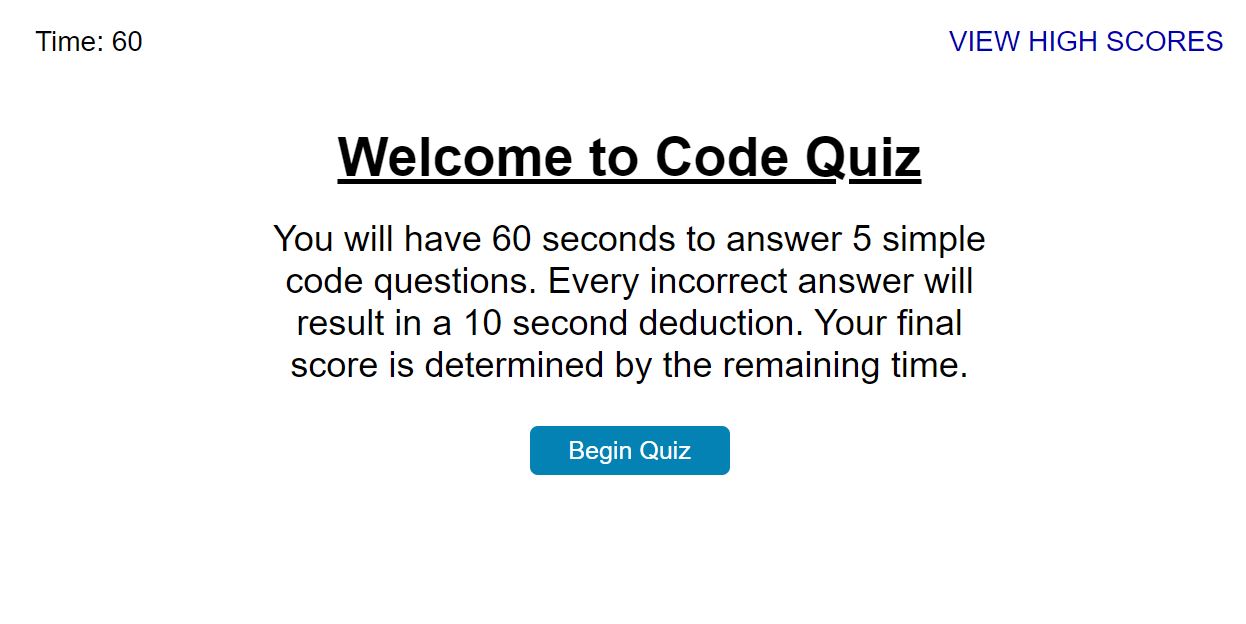 Time: 60
VIEW HIGH SCORES
Welcome to Code Quiz
You will have 60 seconds to answer 5 simple
code questions. Every incorrect answer will
result in a 10 second deduction. Your final
score is determined by the remaining time.
Begin Quiz